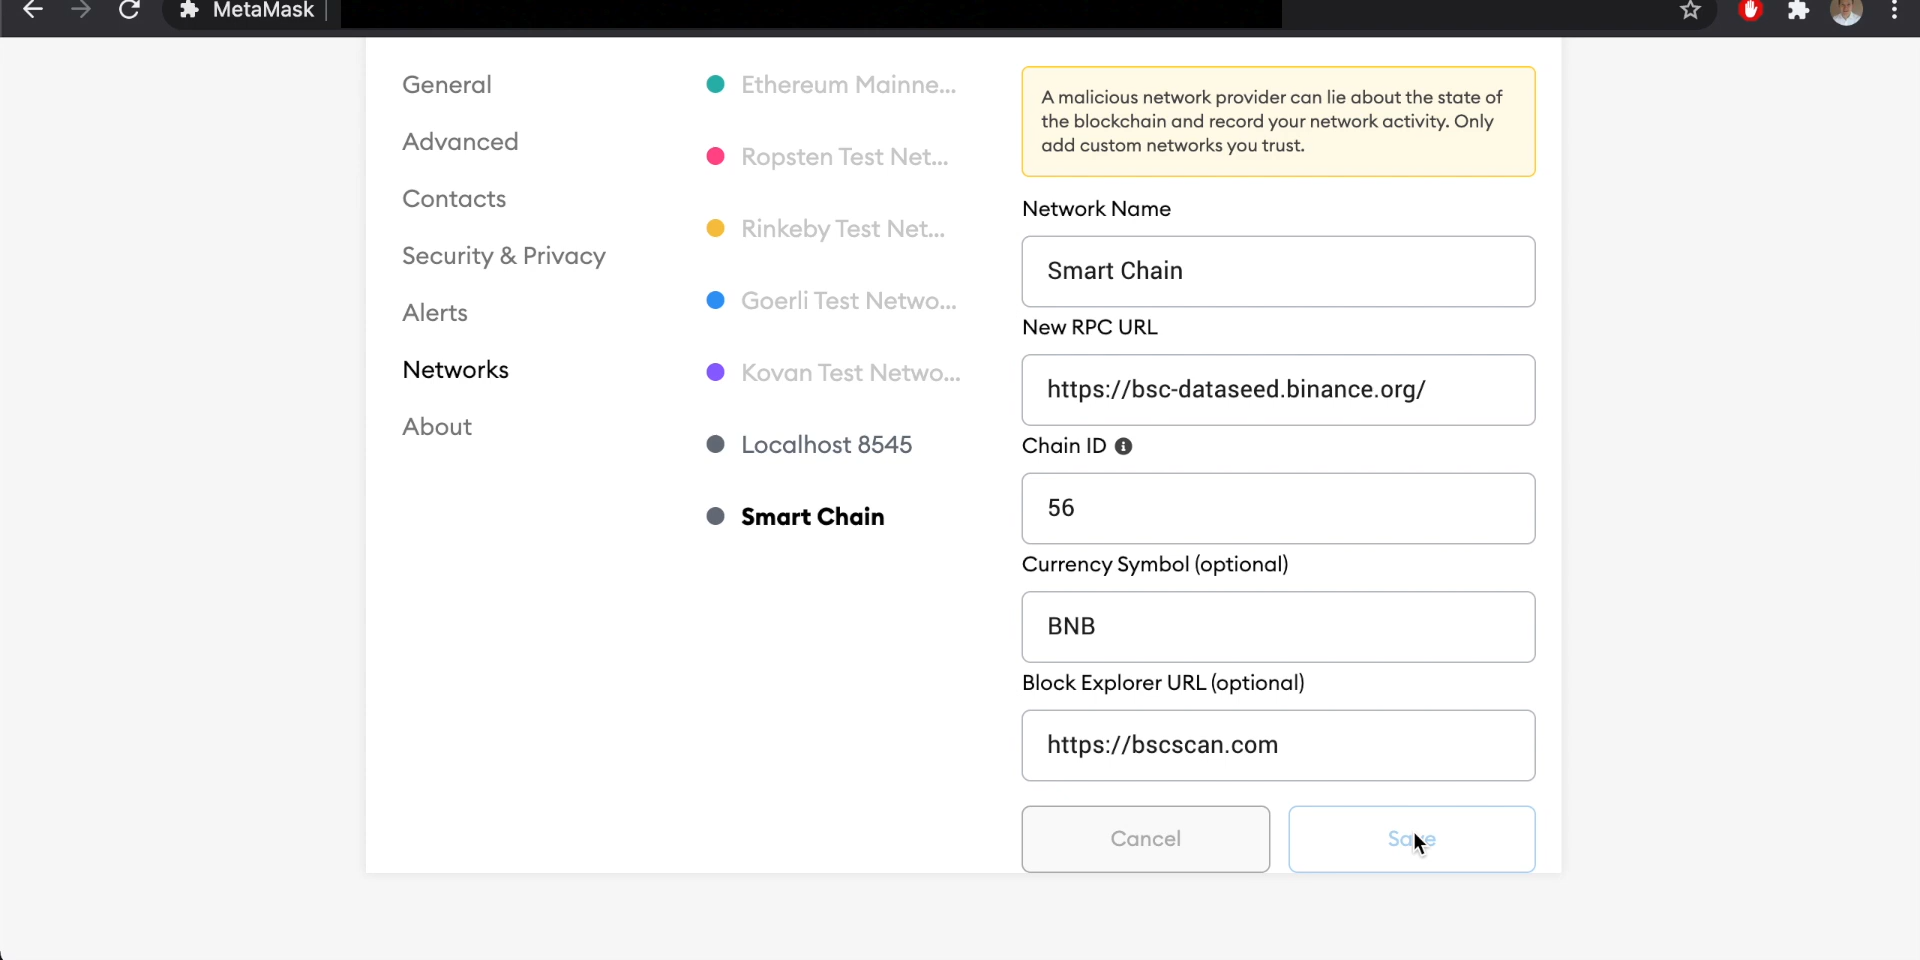 MetaMask
General
Advanced
Contacts
Security & Privacy
Alerts
Networks
About
Ethereum Mainne...
Ropsten Test Net...
Rinkeby Test Net...
Goerli Test Netwo...
Kovan Test Netwo...
Localhost 8545
Smart Chain
A malicious network provider can lie about the state of
the blockchain and record your network activity. Only
add custom networks you trust.
Network Name
Smart Chain
New RPC URL
https://bsc-dataseed.binance.org/
Chain ID
56
Currency Symbol (optional)
BNB
Block Explorer URL (optional)
https://bscscan.com
Cancel
Save